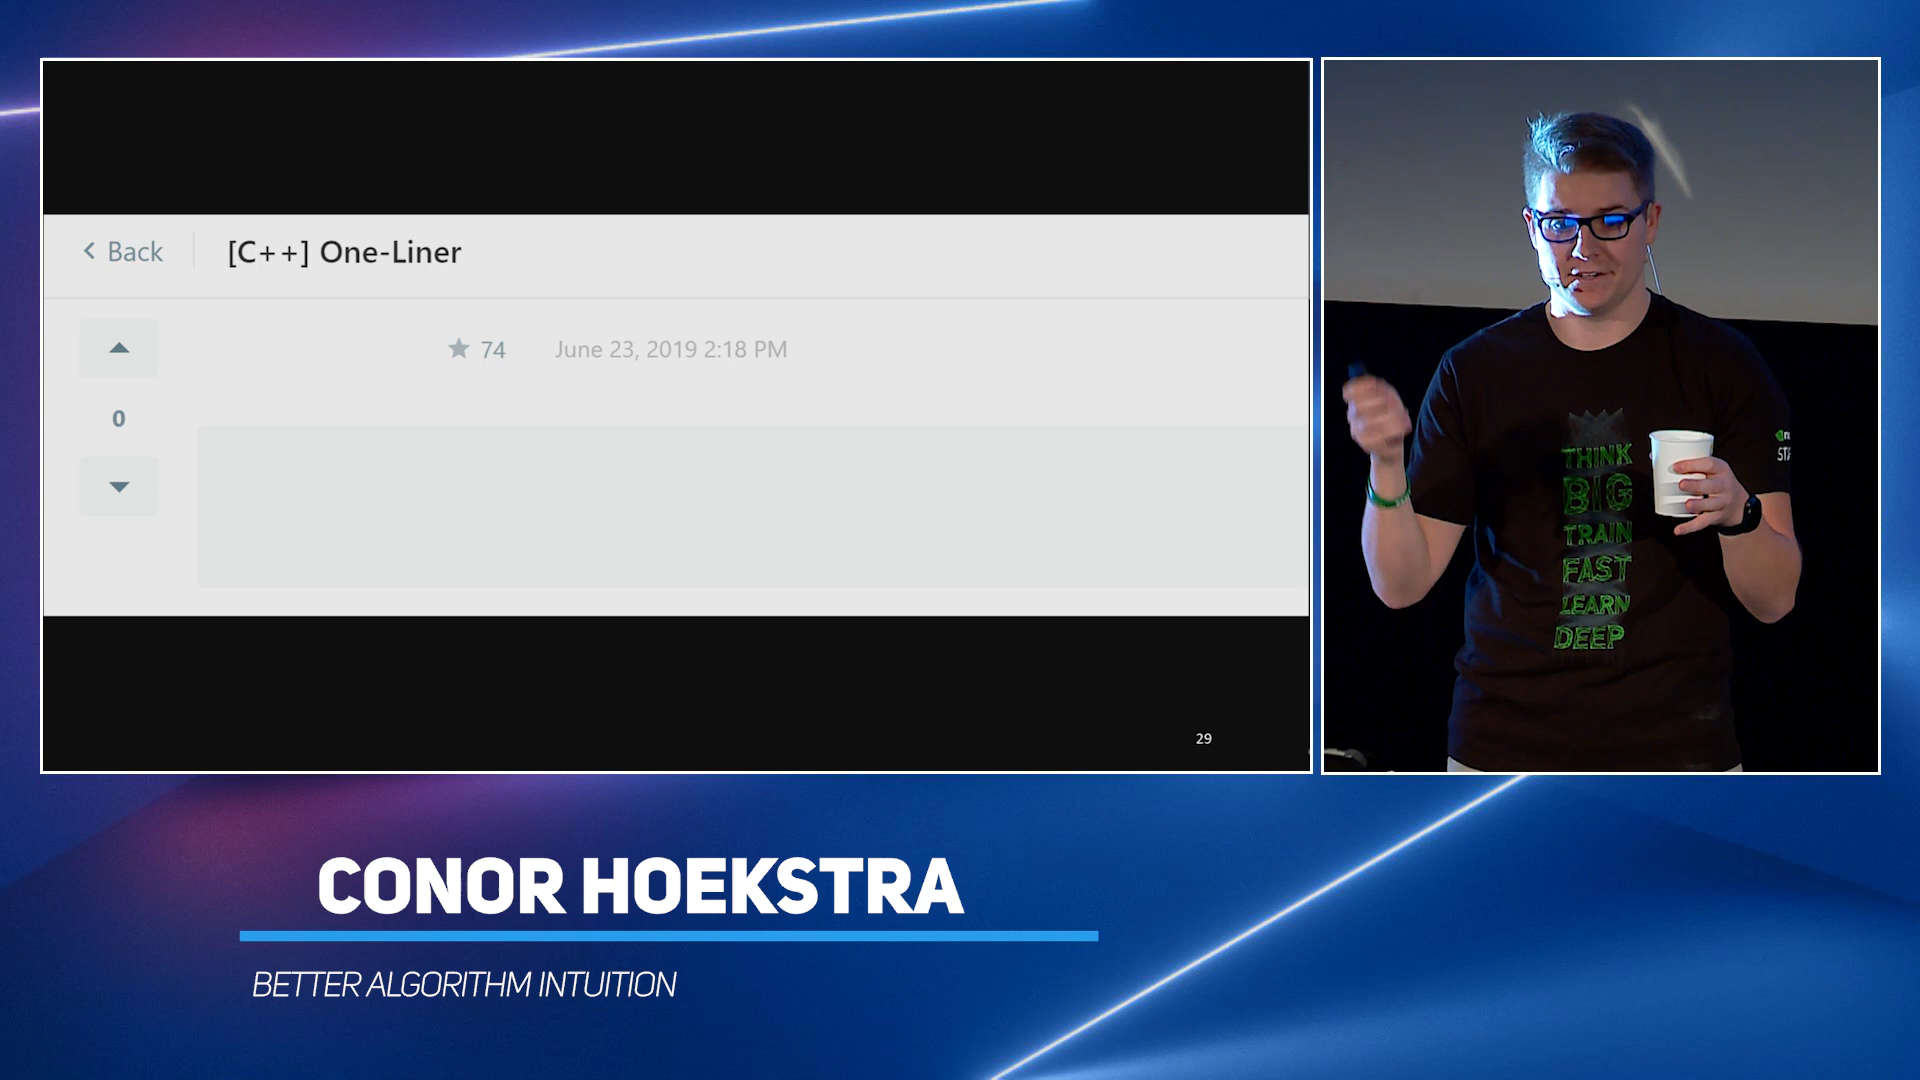 Back
[C++] One-Liner
74
June 23, 2019 2:18 PM
0
29
THINK
BIG
TRAIN
FAST
LEARN
DEEP
CONOR HOEKSTRA
BETTER ALGORITHM INTUITION